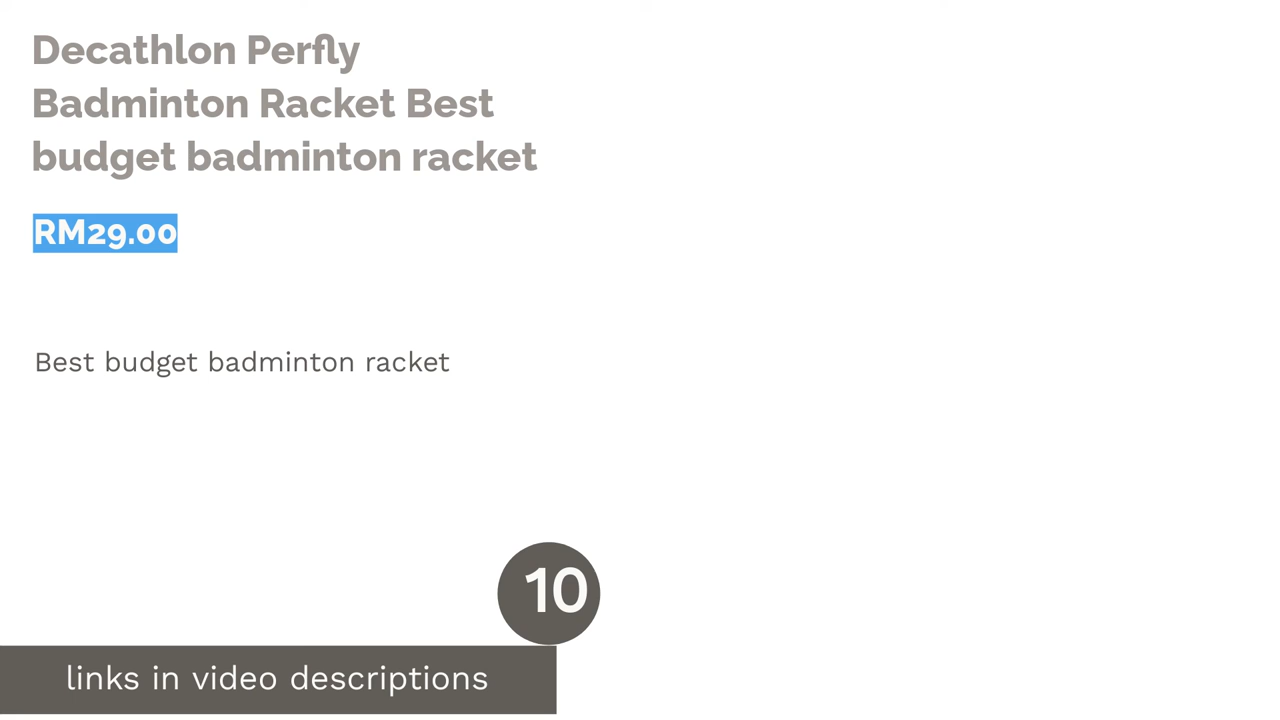 Decathlon Perfly
Badminton Racket Best
budget badminton racket
RM29.00
Best budget badminton racket
10
links in video descriptions